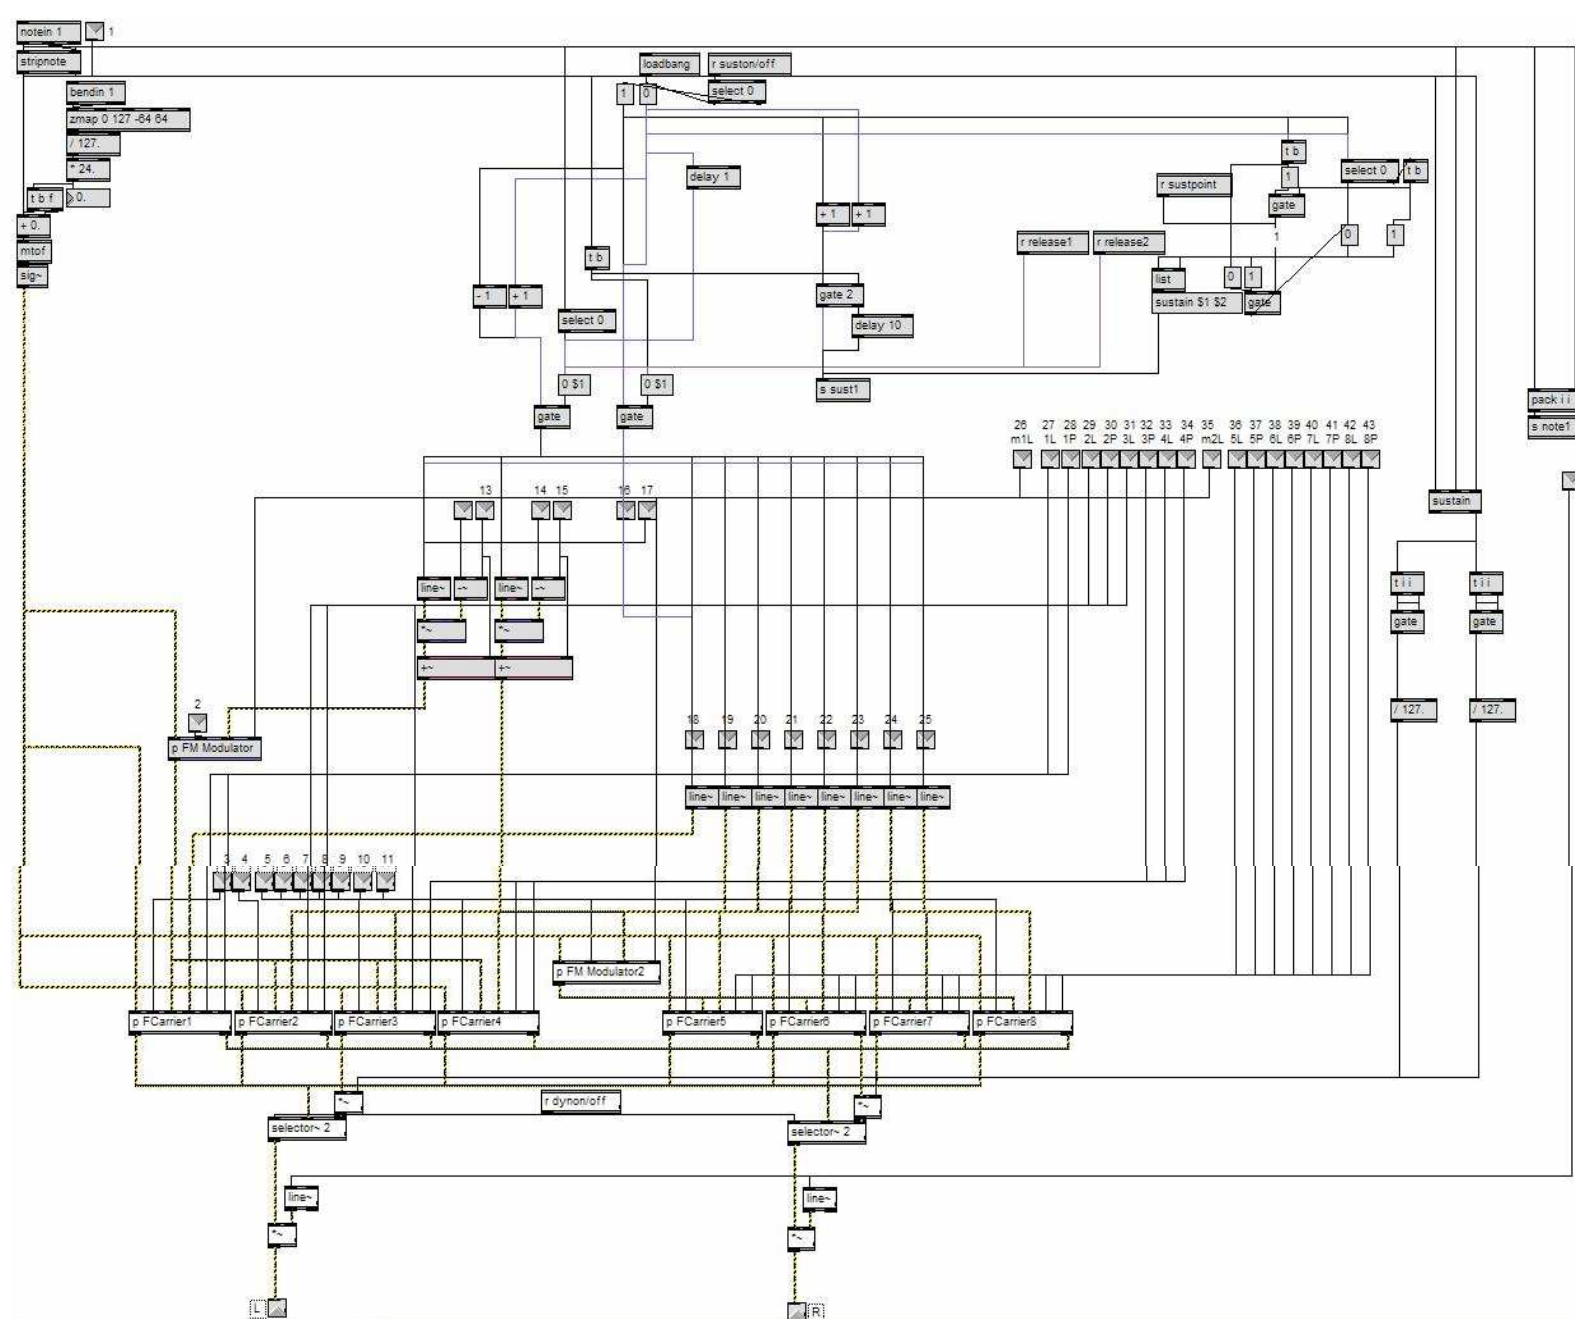 notein 1
1
stripnote
loadbang
r suston/off
bendin 1
1
0
select 0
zmap 0 127 -64 64
/ 127.
t b
* 24.
delay 1
select 0
t b
t b f
0.
r sustpoint
1
+ 0.
+ 1
+ 1
gate
mtof
r release1
r release2
1
0
1
sig~
t b
list
0
1
- 1
+ 1
gate 2
sustain $1 $2
gate
select 0
delay 10
0 $1
0 $1
s sust1
gate
gate
pack i i
s note1
26 27 28 29 30 31 32 33 34 35 36 37 38 39 40 41 42 43
m1L 1L 1P 2L 2P 3L 3P 4L 4P m2L 5L 5P 6L 6P 7L 7P 8L 8P
13
14
15
16
17
sustain
line~
-~
line~
-~
t i i
t i i
*~
*~
gate
gate
+~
+~
2
18 19 20 21 22 23 24 25
/ 127.
/ 127.
p FM Modulator
line~ line~ line~ line~ line~ line~ line~ line~
3 4 5 6 7 8 9 10 11
p FM Modulator2
p FCarrier1
p FCarrier2
p FCarrier3
p FCarrier4
p FCarrier5
p FCarrier6
p FCarrier7
p FCarrier8
*~
r dynon/off
*~
selector~ 2
selector~ 2
line~
line~
*~
*~
L
R